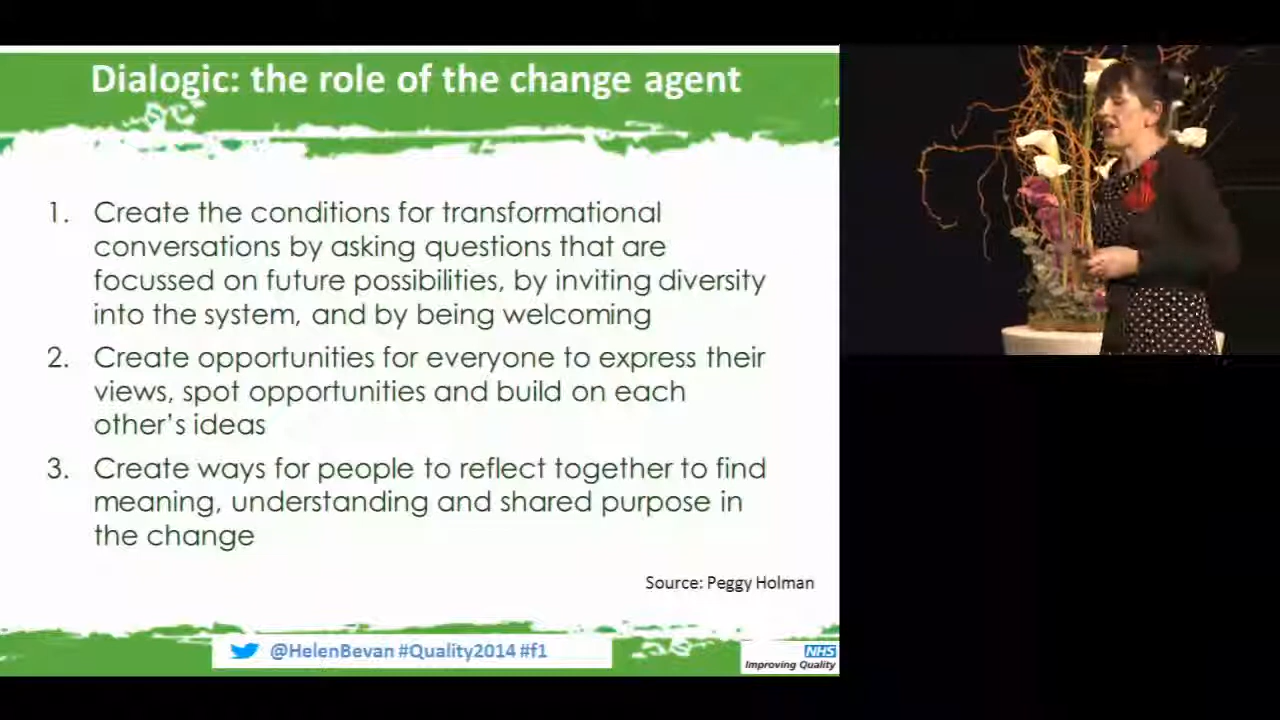 Dialogic: the role of the change agent
1. Create the conditions for transformational
conversations by asking questions that are
focussed on future possibilities, by inviting diversity
into the system, and by being welcoming
2. Create opportunities for everyone to express their
views, spot opportunities and build on each
other's ideas
3. Create ways for people to reflect together to find
meaning, understanding and shared purpose in
the change
Source: Peggy Holman
@HelenBevan #Quality2014 #f1
NHS
Improving Quality